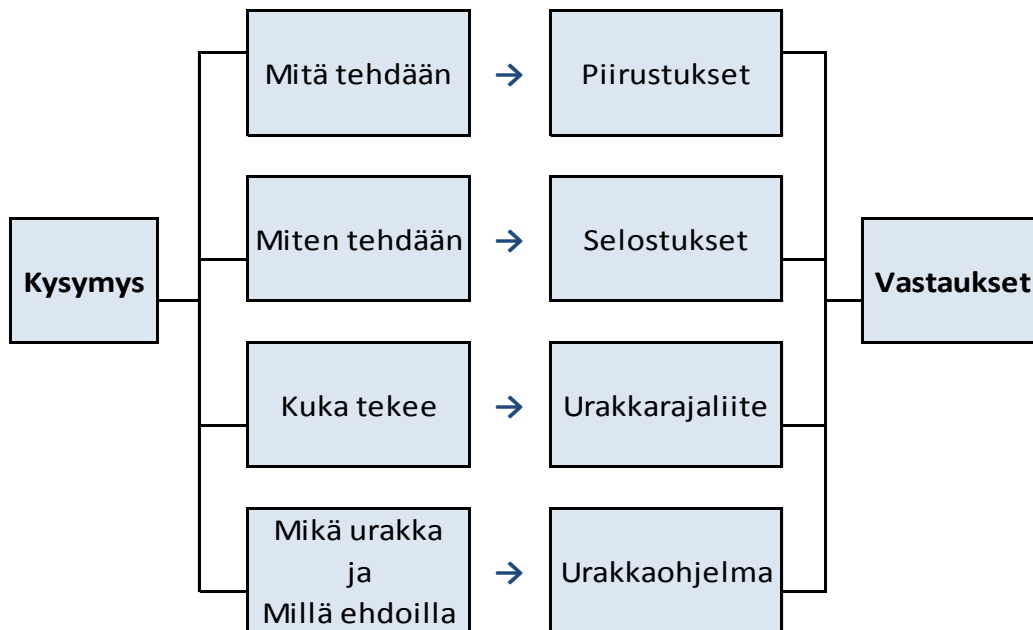 Kysymys
Mitä tehdään
→
Piirustukset
Miten tehdään
→
Selostukset
Kuka tekee
→
Urakkarajaliite
Mikä urakka
ja
Millä ehdoilla
→
Urakkaohjelma
Vastaukset